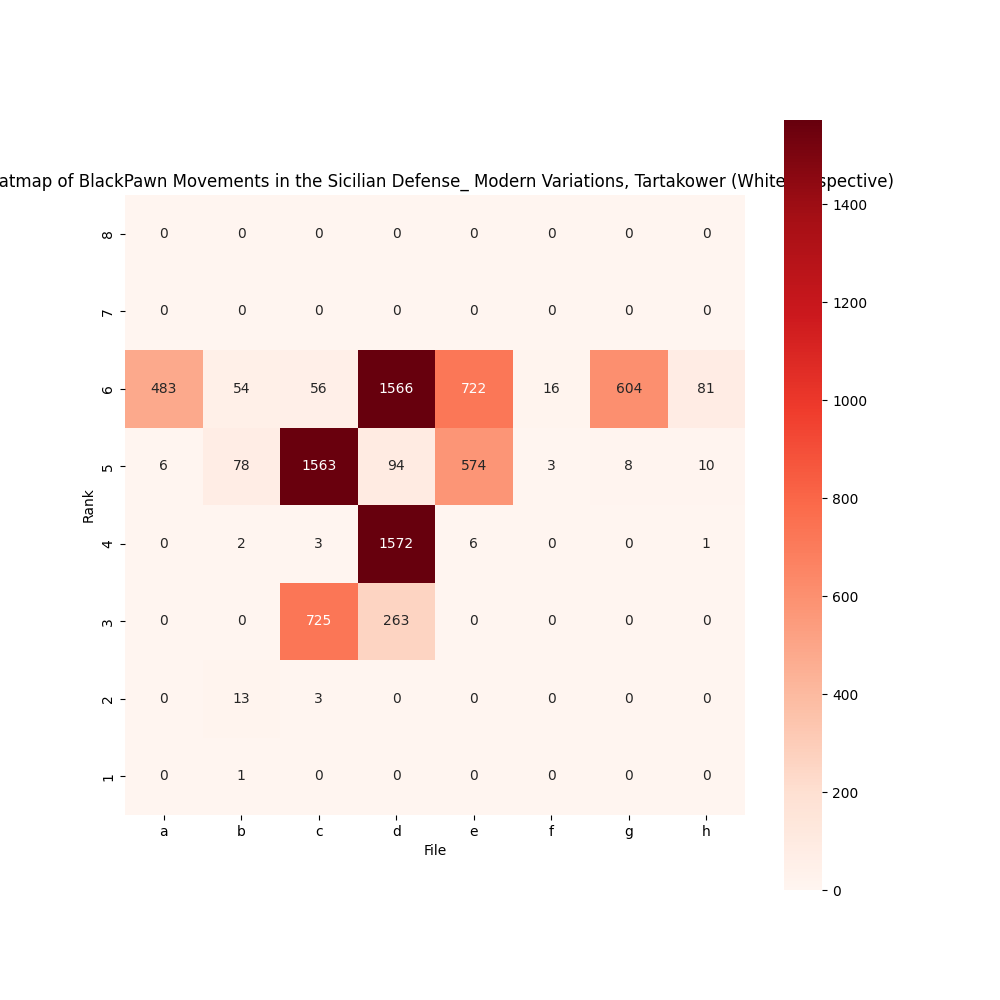 atmap of BlackPawn Movements in the Sicilian Defense_ Modern Variations, Tartakower (White spective)
8 0 0 0 0 0 0 0 0
7 0 0 0 0 0 0 0 0
6 483 54 56 1566 722 16 604 81
5 6 78 1563 94 574 3 8 10
Rank
4 0 2 3 1572 6 0 0 1
3 0 0 725 263 0 0 0 0
2 0 13 3 0 0 0 0 0
1 0 1 0 0 0 0 0 0
a b c d e f g h
File
1400
1200
1000
800
600
400
200
0